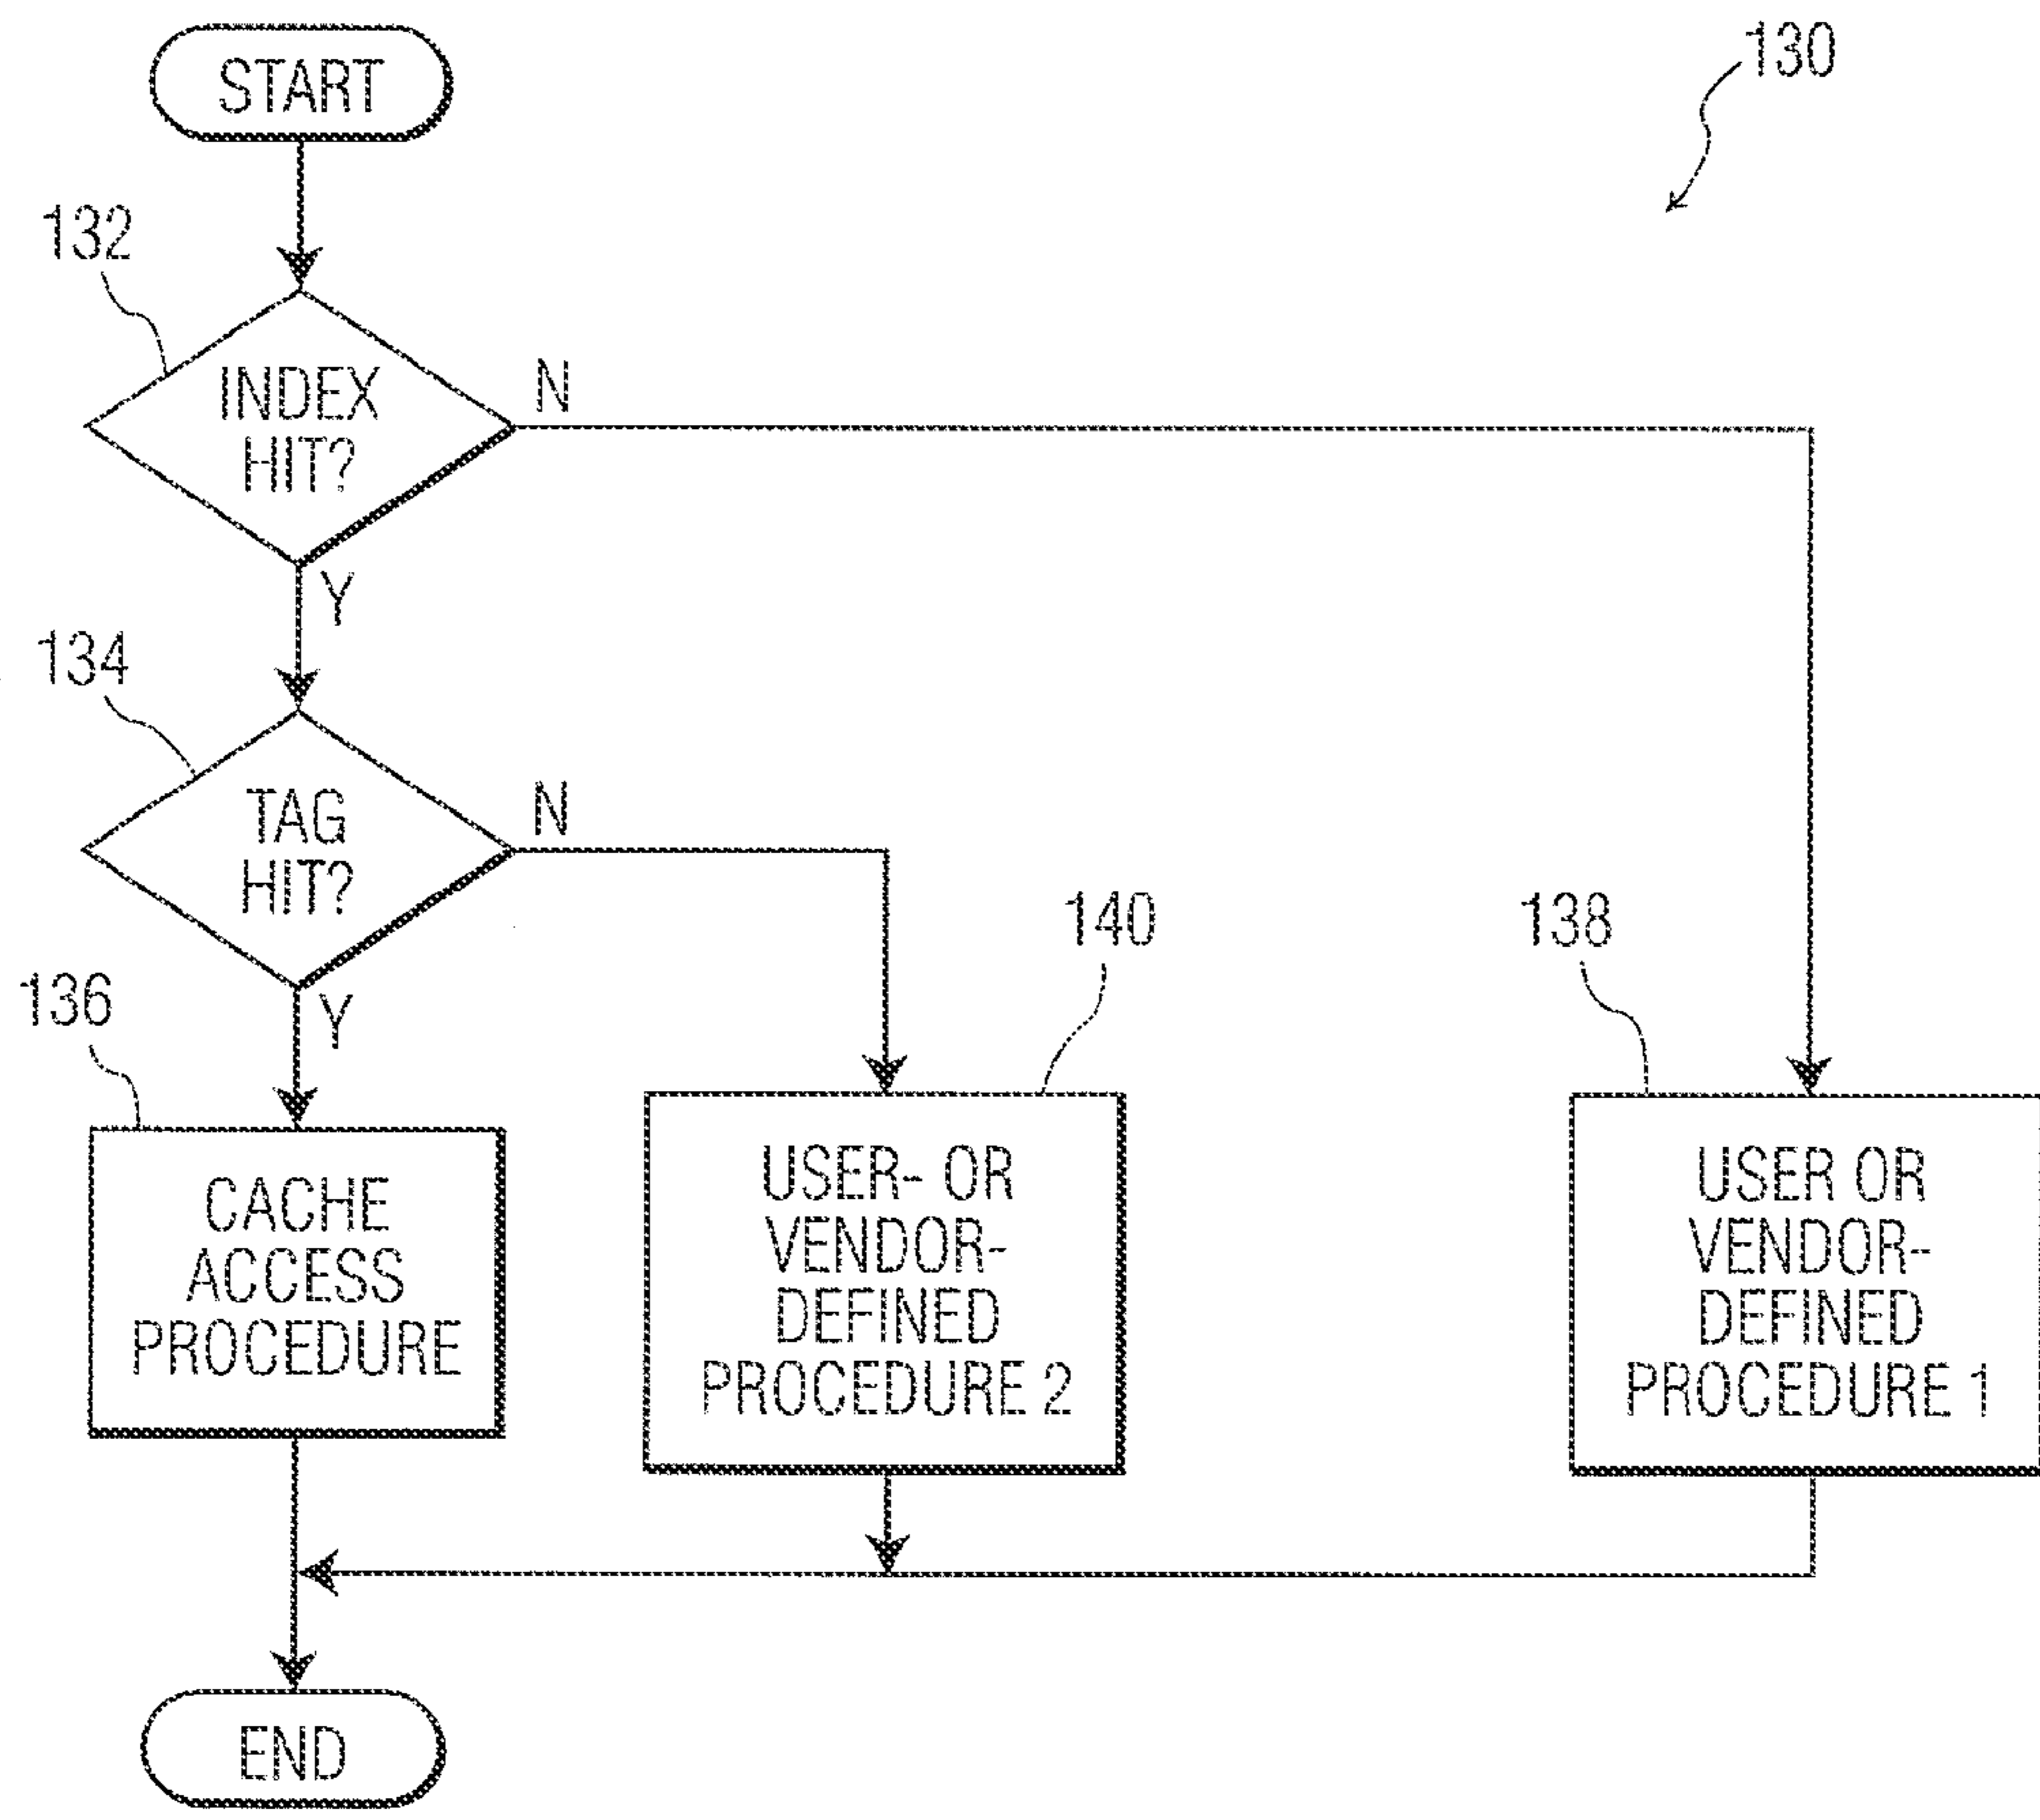 START
130
132
INDEX
HIT?
N
Y
134
TAG
HIT?
N
Y
136
140
138
CACHE
ACCESS
PROCEDURE
USER- OR
VENDOR-
DEFINED
PROCEDURE 2
USER OR
VENDOR-
DEFINED
PROCEDURE 1
END